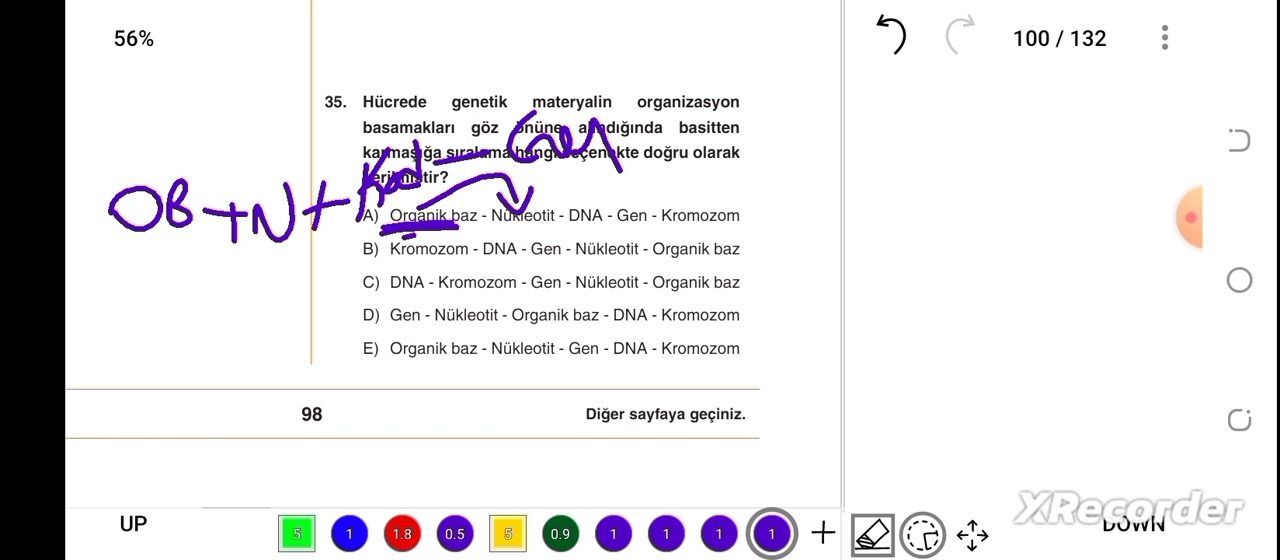 56%
100 / 132
35. Hücrede genetik materyalin organizasyon
basamakları göz önüne alındığında basitten
karmaşığa sıralama hangi seçenekte doğru olarak
verilmiştir?
OB + N + Kod — Gen
A) Organik baz - Nükleotit - DNA - Gen - Kromozom
B) Kromozom - DNA - Gen - Nükleotit - Organik baz
C) DNA - Kromozom - Gen - Nükleotit - Organik baz
D) Gen - Nükleotit - Organik baz - DNA - Kromozom
E) Organik baz - Nükleotit - Gen - DNA - Kromozom
98
Diğer sayfaya geçiniz.
UP
5 1 1.8 0.5 5 0.9 1 1 1 1
XRecorder
DOWN